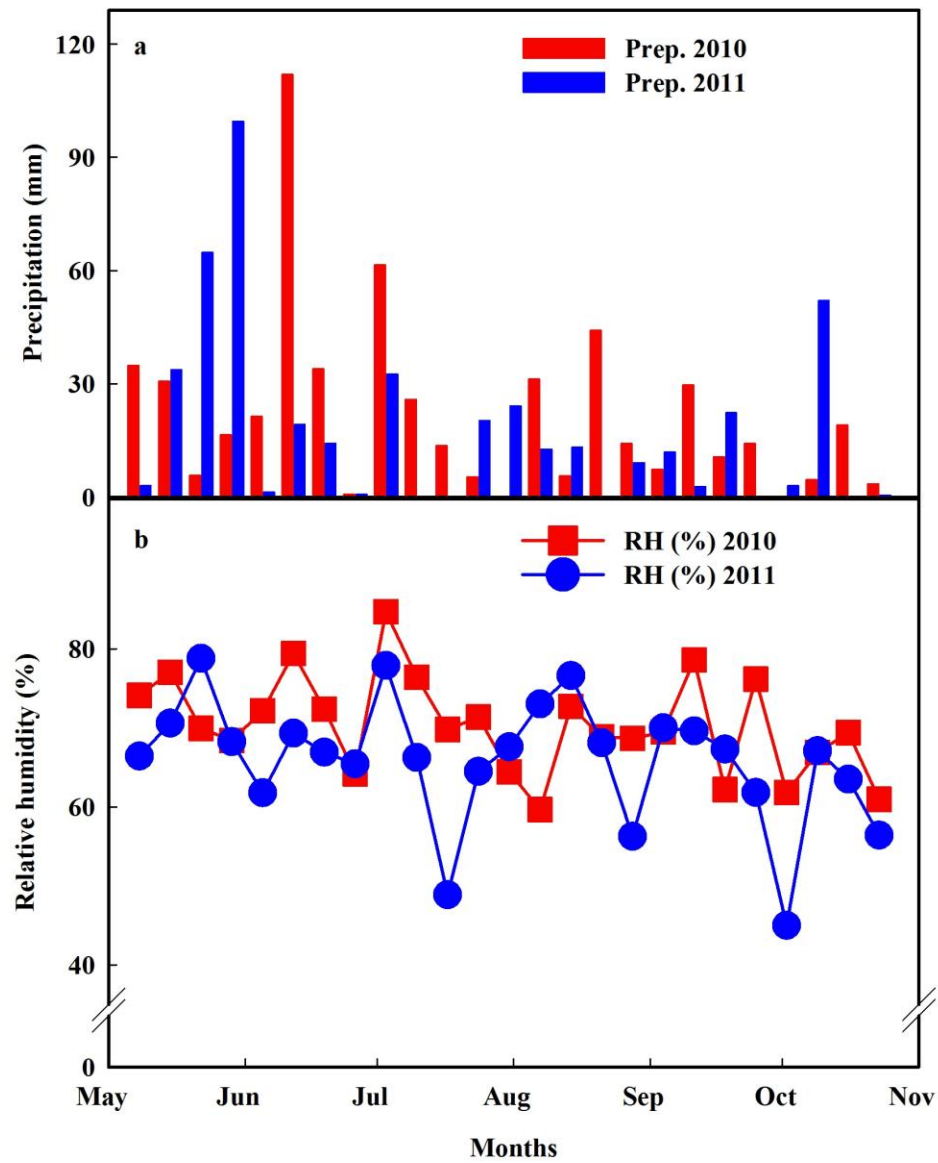 a
Prep. 2010
Prep. 2011
120
90
60
30
0
Precipitation (mm)
b
RH (%) 2010
RH (%) 2011
80
60
40
0
Relative humidity (%)
May Jun Jul Aug Sep Oct Nov
Months